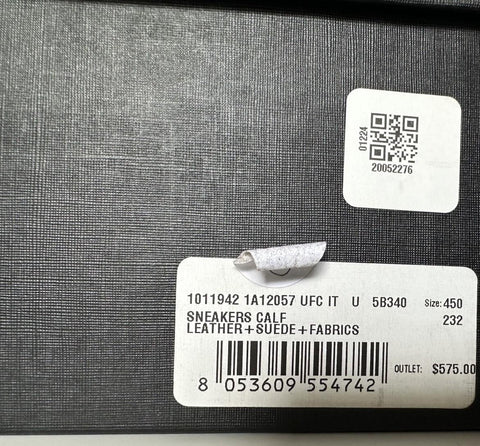 01224
20052276
1011942 1A12057 UFC IT U 5B340 Size: 450
SNEAKERS CALF 232
LEATHER+SUEDE+FABRICS
OUTLET: $575.00
8 053609 554742